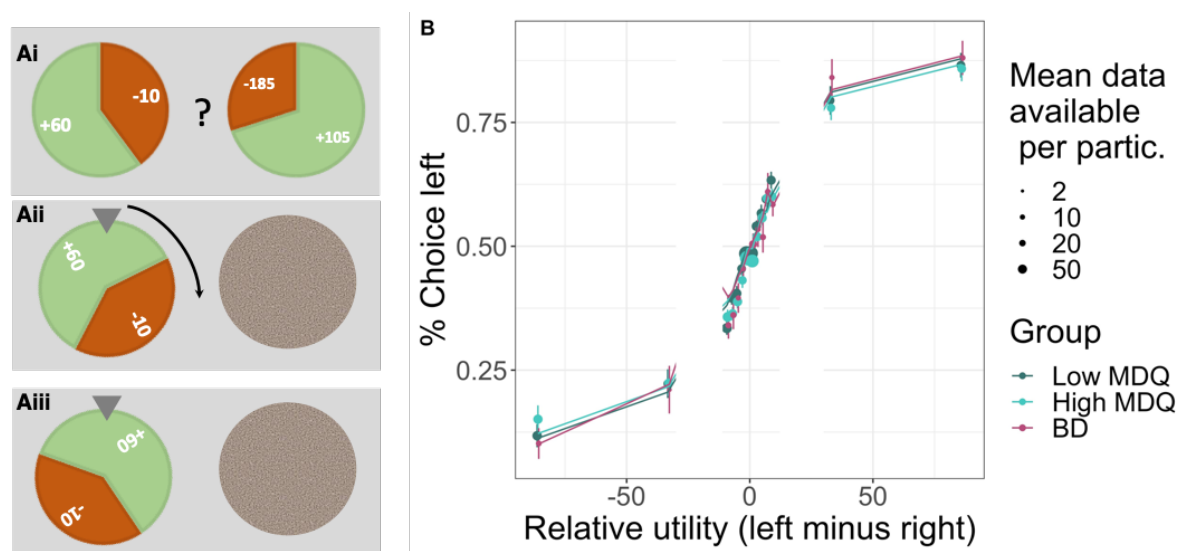 Ai
-10
+60
?
-185
+105
Aii
+60
-10
Aiii
+60
-10
B
% Choice left
0.75
0.50
0.25
-50
0
50
Relative utility (left minus right)
Mean data
available
per partic.
2
10
20
50
Group
Low MDQ
High MDQ
BD